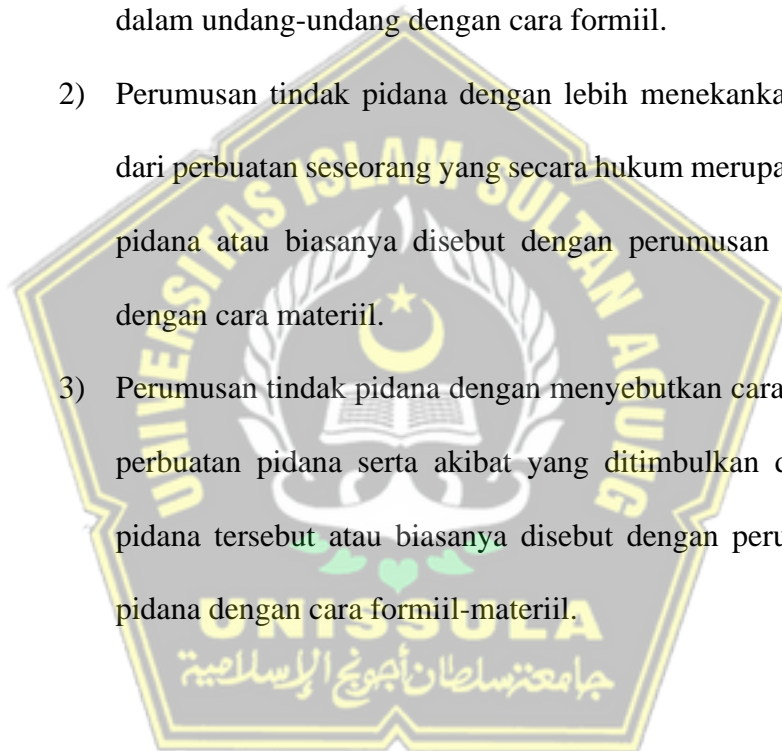 dalam undang-undang dengan cara formiil.
2) Perumusan tindak pidana dengan lebih menekanka
dari perbuatan seseorang yang secara hukum merupa
pidana atau biasanya disebut dengan perumusan
dengan cara materiil.
3) Perumusan tindak pidana dengan menyebutkan cara
perbuatan pidana serta akibat yang ditimbulkan d
pidana tersebut atau biasanya disebut dengan peru
pidana dengan cara formiil-materiil.
UNIVERSITAS ISLAM SULTAN AGUNG
UNISSULA
جامعة سلطان أجونج الإسلامية